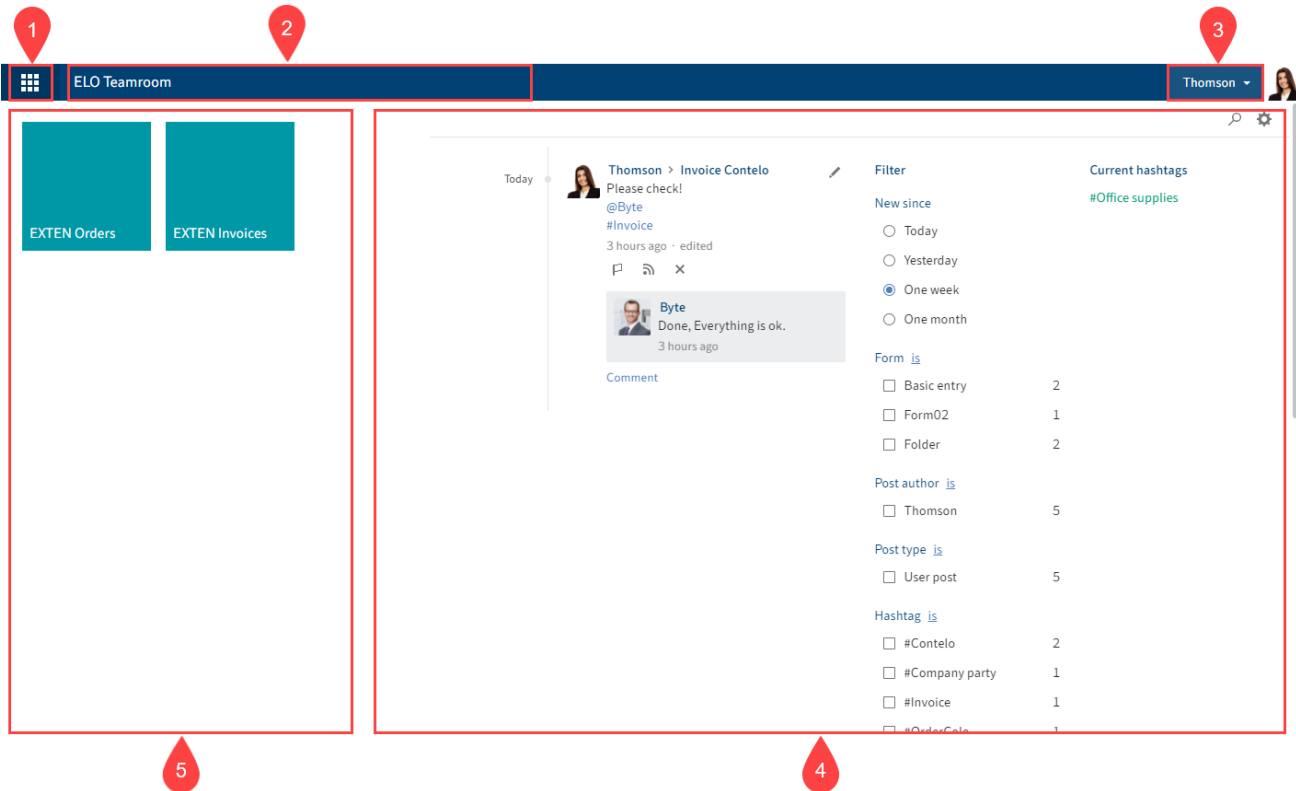 1
2
3
ELO Teamroom
Thomson
EXTEN Orders
EXTEN Invoices
Today
Thomson > Invoice Contelo
Please check!
@Byte
#Invoice
3 hours ago · edited
Byte
Done, Everything is ok.
3 hours ago
Comment
Filter
New since
Today
Yesterday
One week
One month
Form is
Basic entry 2
Form02 1
Folder 2
Post author is
Thomson 5
Post type is
User post 5
Hashtag is
#Contelo 2
#Company party 1
#Invoice 1
#OrderCole 1
Current hashtags
#Office supplies
5
4